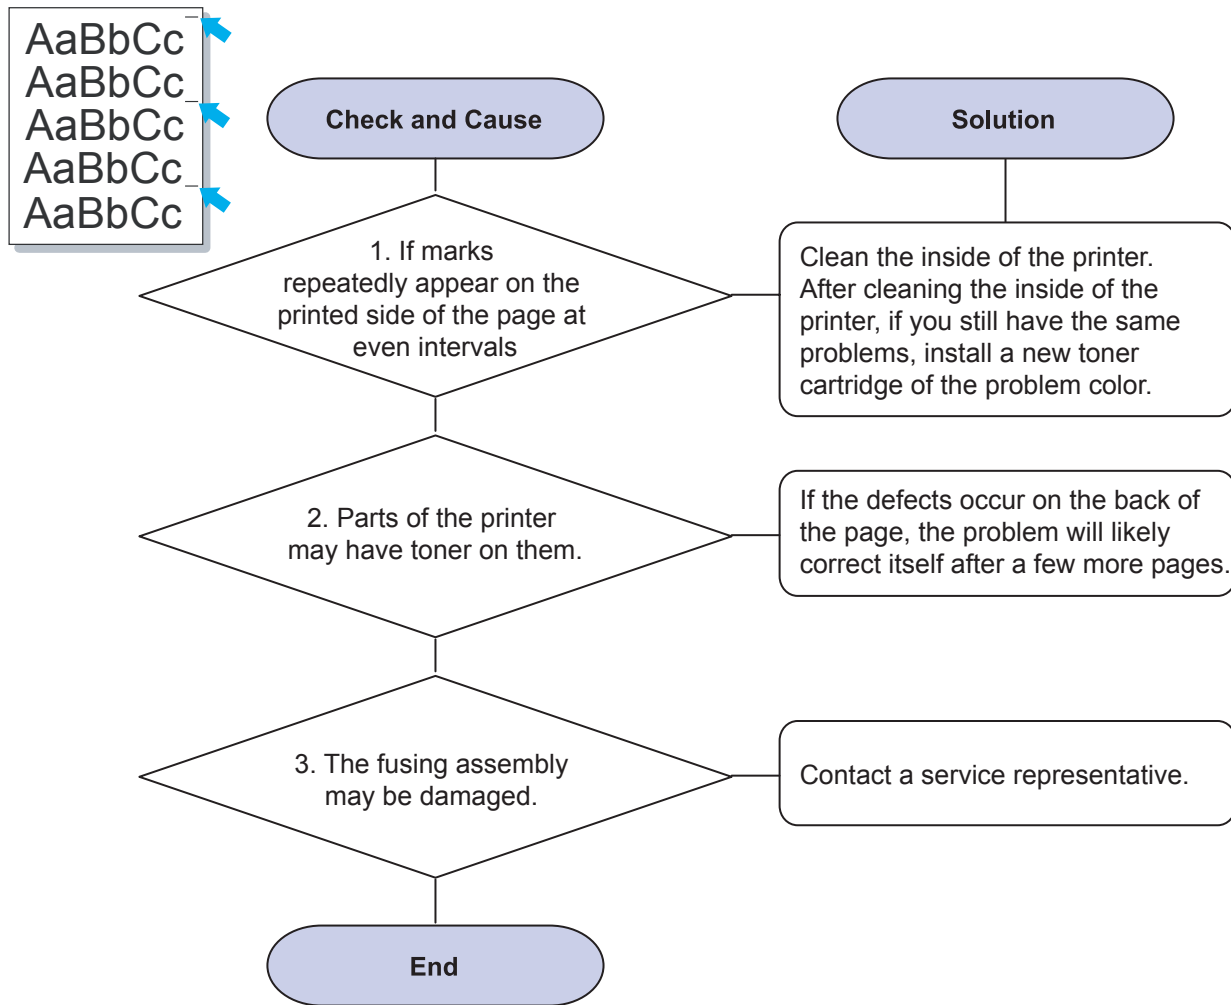 AaBbCc
AaBbCc
AaBbCc
AaBbCc
AaBbCc
Check and Cause
Solution
1. If marks
repeatedly appear on the
printed side of the page at
even intervals
Clean the inside of the printer.
After cleaning the inside of the
printer, if you still have the same
problems, install a new toner
cartridge of the problem color.
2. Parts of the printer
may have toner on them.
If the defects occur on the back of
the page, the problem will likely
correct itself after a few more pages.
3. The fusing assembly
may be damaged.
Contact a service representative.
End